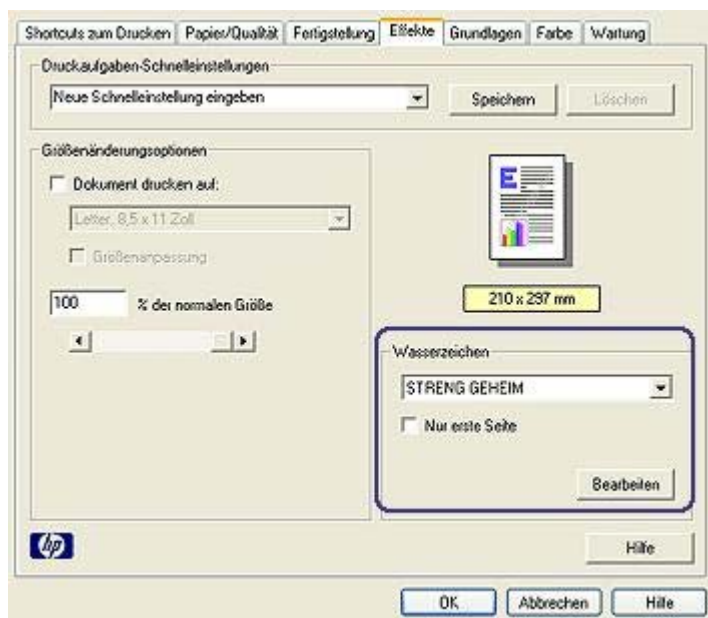 Shortcuts zum Drucken Papier/Qualität Fertigstellung Effekte Grundlagen Farbe Wartung
Druckaufgaben-Schnelleinstellungen
Neue Schnelleinstellung eingeben Speichern Löschen
Größenänderungsoptionen
Dokument drucken auf:
Letter, 8,5 x 11 Zoll
Größenanpassung
100 % der normalen Größe
E
210 x 297 mm
Wasserzeichen
STRENG GEHEIM
Nur erste Seite
Bearbeiten
hp Hilfe
OK Abbrechen Hilfe